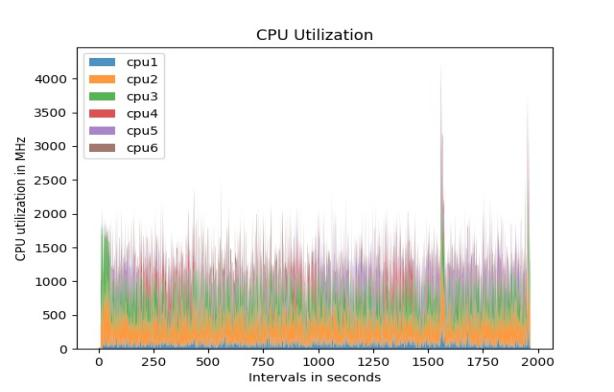 CPU Utilization
cpu1
cpu2
cpu3
cpu4
cpu5
cpu6
4000
3500
3000
2500
2000
1500
1000
500
0
CPU utilization in MHz
0 250 500 750 1000 1250 1500 1750 2000
Intervals in seconds